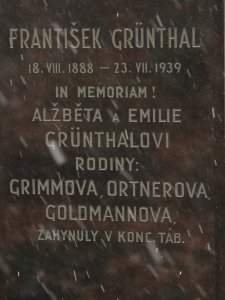 FRANTIŠEK GRÜNTHAL
18. VIII. 1888 – 23. VII. 1939
IN MEMORIAM!
ALŽBĚTA A EMILIE
GRÜNTHALOVI
RODINY:
GRIMMOVA, ORTNEROVA,
GOLDMANNOVA,
ZAHYNULY V KONC. TÁB.